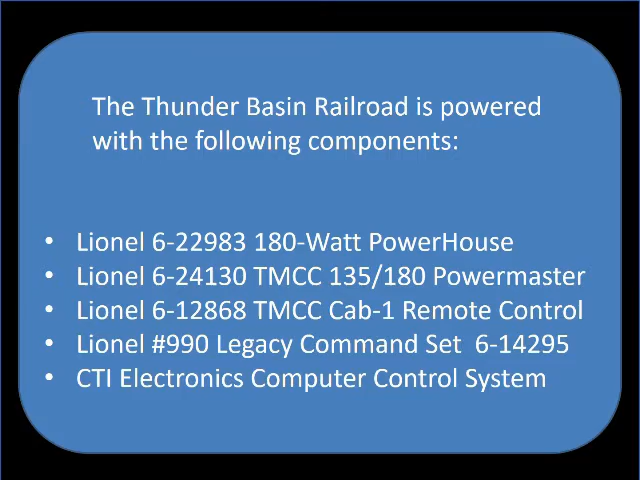 The Thunder Basin Railroad is powered
with the following components:
• Lionel 6-22983 180-Watt PowerHouse
• Lionel 6-24130 TMCC 135/180 Powermaster
• Lionel 6-12868 TMCC Cab-1 Remote Control
• Lionel #990 Legacy Command Set  6-14295
• CTI Electronics Computer Control System